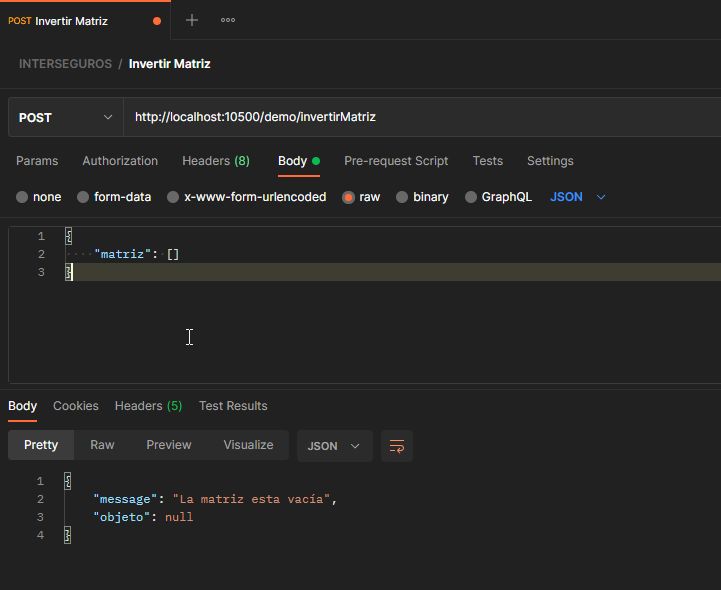 POST Invertir Matriz
INTERSEGUROS / Invertir Matriz
POST http://localhost:10500/demo/invertirMatriz
Params Authorization Headers (8) Body Pre-request Script Tests Settings
none form-data x-www-form-urlencoded raw binary GraphQL JSON
1 {
2 "matriz": []
3 }
Body Cookies Headers (5) Test Results
Pretty Raw Preview Visualize JSON
1 {
2 "message": "La matriz esta vacía",
3 "objeto": null
4 }